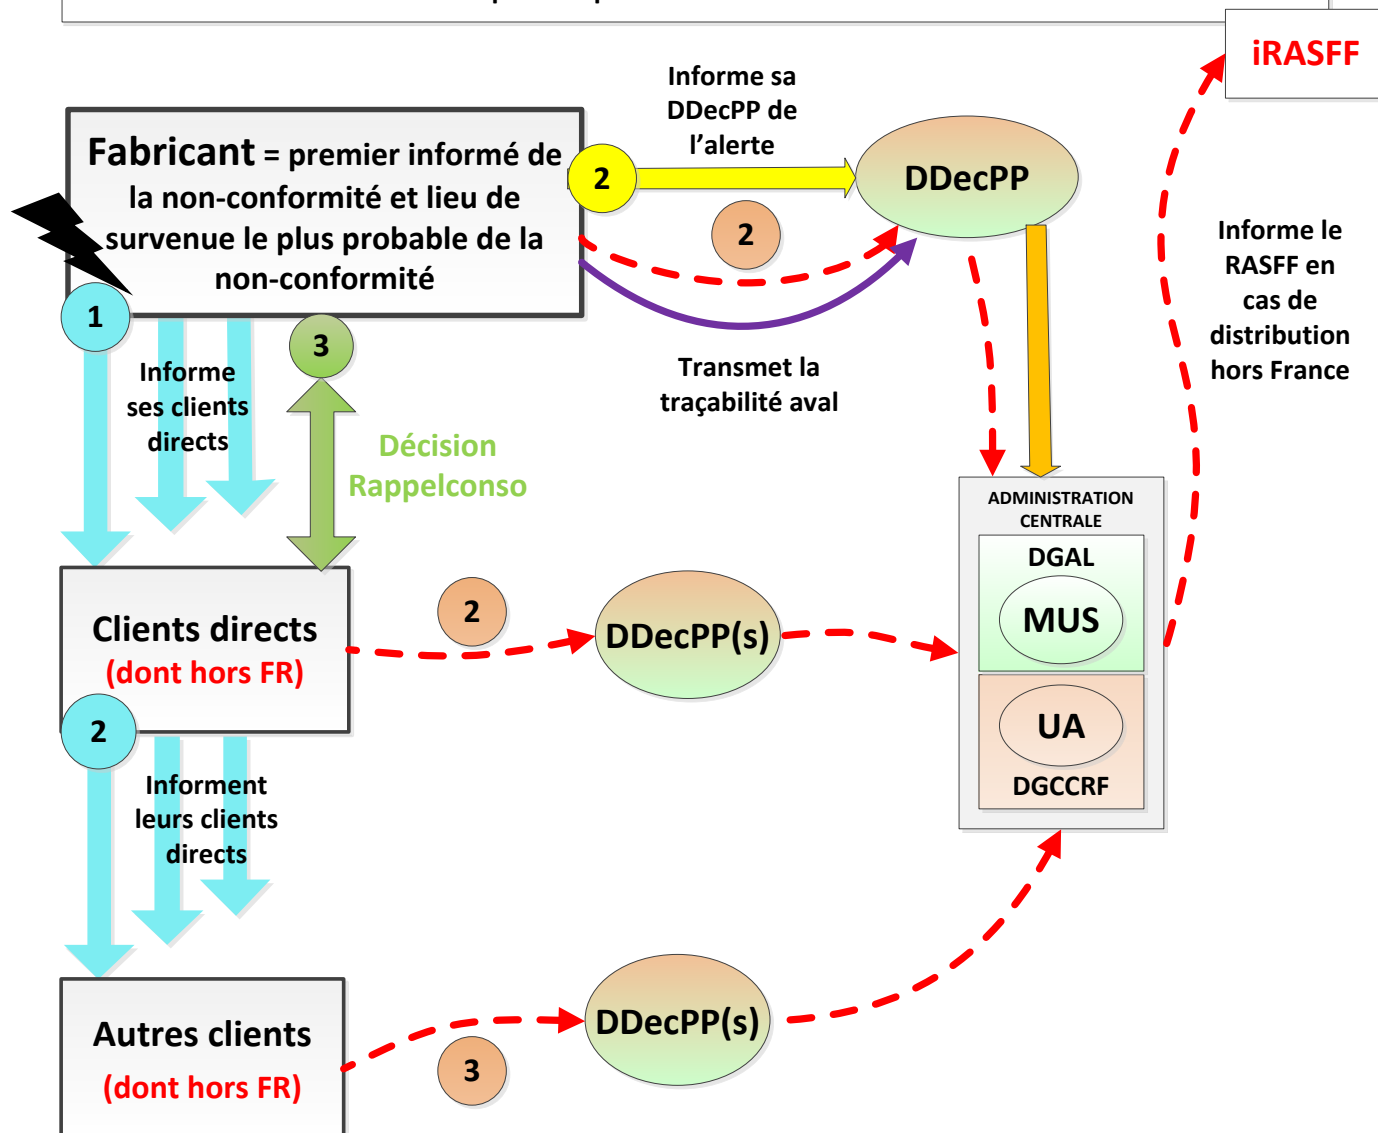 iRASFF
Informe sa
DDecPP de
l'alerte
Fabricant = premier informé de
la non-conformité et lieu de
survenue le plus probable de la
non-conformité
2
DDecPP
2
Informe le
RASFF en
cas de
distribution
hors France
1
3
Informe
ses clients
directs
Transmet la
traçabilité aval
Décision
Rappelconso
ADMINISTRATION
CENTRALE
DGAL
MUS
UA
DGCCRF
Clients directs
(dont hors FR)
2
DDecPP(s)
2
Informent
leurs clients
directs
Autres clients
(dont hors FR)
3
DDecPP(s)